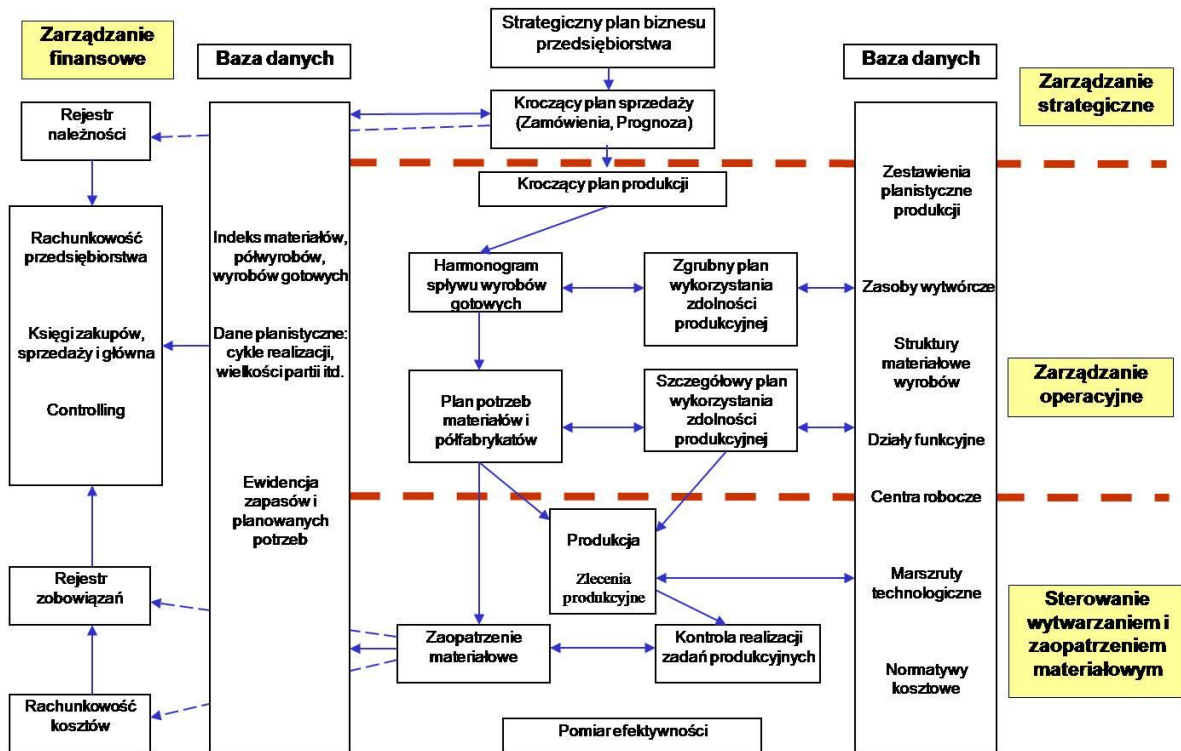 Zarządzanie
finansowe
Baza danych
Strategiczny plan biznesu
przedsiębiorstwa
Baza danych
Zarządzanie
strategiczne
Rejestr
należności
Kroczący plan sprzedaży
(Zamówienia, Prognoza)
Kroczący plan produkcji
Zestawienia
planistyczne
produkcji
Rachunkowość
przedsiębiorstwa
Księgi zakupów,
sprzedaży i główna
Controlling
Indeks materiałów,
półwyrobów,
wyrobów gotowych
Dane planistyczne:
cykle realizacji,
wielkości partii itd.
Ewidencja
zapasów i
planowanych
potrzeb
Harmonogram
spływu wyrobów
gotowych
Zgrubny plan
wykorzystania
zdolności
produkcyjnej
Zasoby wytwórcze
Struktury
materiałowe
wyrobów
Zarządzanie
operacyjne
Plan potrzeb
materiałów i
półfabrykatów
Szczegółowy plan
wykorzystania
zdolności
produkcyjnej
Działy funkcyjne
Centra robocze
Produkcja
Zlecenia
produkcyjne
Marszruty
technologiczne
Rejestr
zobowiązań
Zaopatrzenie
materiałowe
Kontrola realizacji
zadań produkcyjnych
Sterowanie
wytwarzaniem i
zaopatrzeniem
materiałowym
Normatywy
kosztowe
Rachunkowość
kosztów
Pomiar efektywności